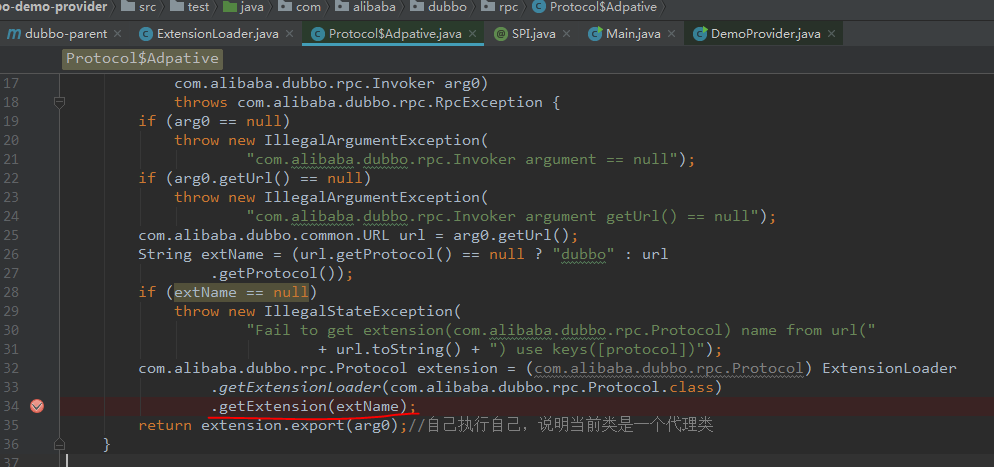 bo-demo-provider src test java com alibaba dubbo rpc Protocol$Adpative
dubbo-parent ExtensionLoader.java Protocol$Adpative.java SPI.java Main.java DemoProvider.java
Protocol$Adpative
17 com.alibaba.dubbo.rpc.Invoker arg0)
18 throws com.alibaba.dubbo.rpc.RpcException {
19 if (arg0 == null)
20 throw new IllegalArgumentException(
21 "com.alibaba.dubbo.rpc.Invoker argument == null");
22 if (arg0.getUrl() == null)
23 throw new IllegalArgumentException(
24 "com.alibaba.dubbo.rpc.Invoker argument getUrl() == null");
25 com.alibaba.dubbo.common.URL url = arg0.getUrl();
26 String extName = (url.getProtocol() == null ? "dubbo" : url
27 .getProtocol());
28 if (extName == null)
29 throw new IllegalStateException(
30 "Fail to get extension(com.alibaba.dubbo.rpc.Protocol) name from url("
31 + url.toString() + ") use keys([protocol])");
32 com.alibaba.dubbo.rpc.Protocol extension = (com.alibaba.dubbo.rpc.Protocol) ExtensionLoader
33 .getExtensionLoader(com.alibaba.dubbo.rpc.Protocol.class)
34 .getExtension(extName);
35 return extension.export(arg0);//自己执行自己，说明当前类是一个代理类
36 }
37